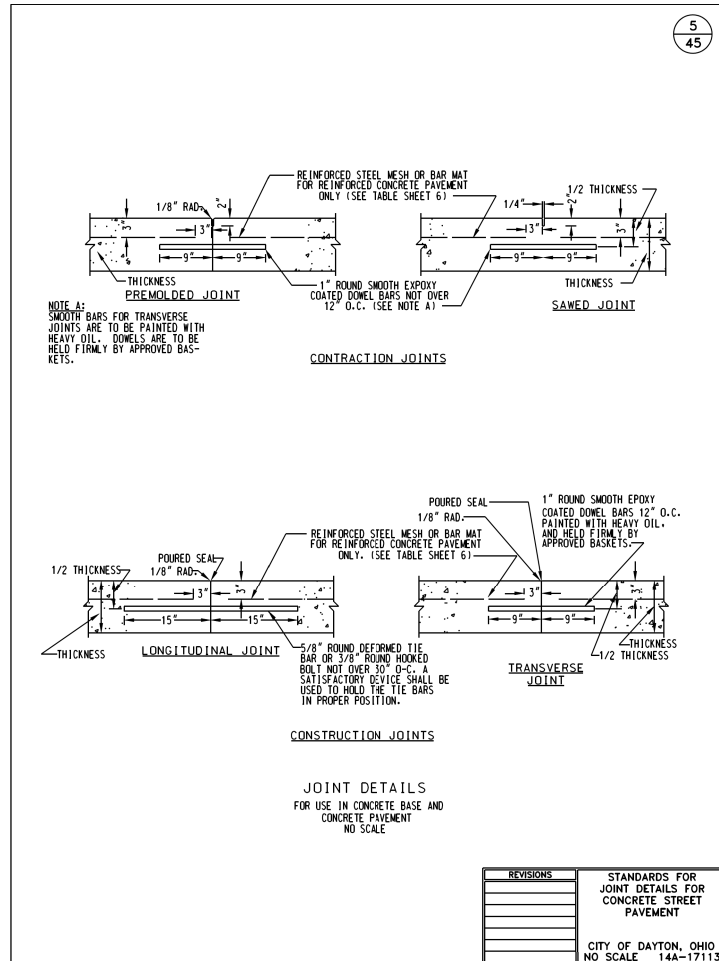 5
45
REINFORCED STEEL MESH OR BAR MAT
FOR REINFORCED CONCRETE PAVEMENT
ONLY (SEE TABLE SHEET 6)
1/8" RAD.
2"
3"
3"
9"
9"
THICKNESS
PREMOLDED JOINT
1/4"
2"
1/2 THICKNESS
3"
3"
9"
9"
THICKNESS
SAWED JOINT
1" ROUND SMOOTH EXPOXY
COATED DOWEL BARS NOT OVER
12" O.C. (SEE NOTE A)
NOTE A:
SMOOTH BARS FOR TRANSVERSE
JOINTS ARE TO BE PAINTED WITH
HEAVY OIL. DOWELS ARE TO BE
HELD FIRMLY BY APPROVED BAS-
KETS.
CONTRACTION JOINTS
POURED SEAL
1/8" RAD.
1" ROUND SMOOTH EPOXY
COATED DOWEL BARS 12" O.C.
PAINTED WITH HEAVY OIL,
AND HELD FIRMLY BY
APPROVED BASKETS.
REINFORCED STEEL MESH OR BAR MAT
FOR REINFORCED CONCRETE PAVEMENT
ONLY. (SEE TABLE SHEET 6)
POURED SEAL
1/8" RAD.
1/2 THICKNESS
3"
3"
15"
15"
THICKNESS
LONGITUDINAL JOINT
3"
3"
9"
9"
THICKNESS
1/2 THICKNESS
TRANSVERSE
JOINT
5/8" ROUND DEFORMED TIE
BAR OR 3/8" ROUND HOOKED
BOLT NOT OVER 30" O-C. A
SATISFACTORY DEVICE SHALL BE
USED TO HOLD THE TIE BARS
IN PROPER POSITION.
CONSTRUCTION JOINTS
JOINT DETAILS
FOR USE IN CONCRETE BASE AND
CONCRETE PAVEMENT
NO SCALE
REVISIONS
STANDARDS FOR
JOINT DETAILS FOR
CONCRETE STREET
PAVEMENT
CITY OF DAYTON, OHIO
NO SCALE 14A-17113